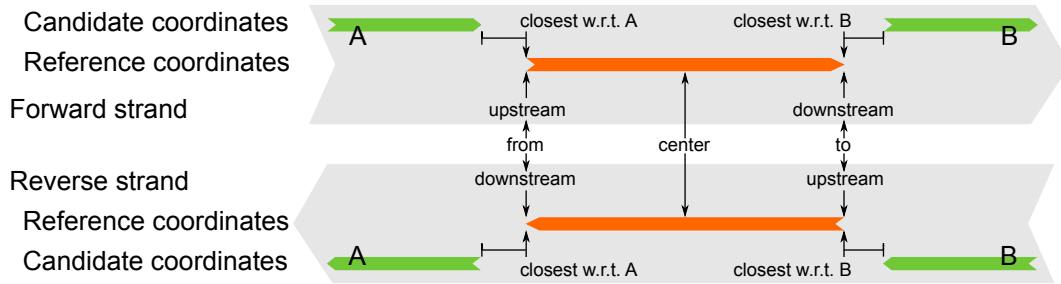 Candidate coordinates A closest w.r.t. A closest w.r.t. B B
Reference coordinates
Forward strand upstream downstream
from center to
Reverse strand downstream upstream
Reference coordinates
Candidate coordinates A closest w.r.t. A closest w.r.t. B B